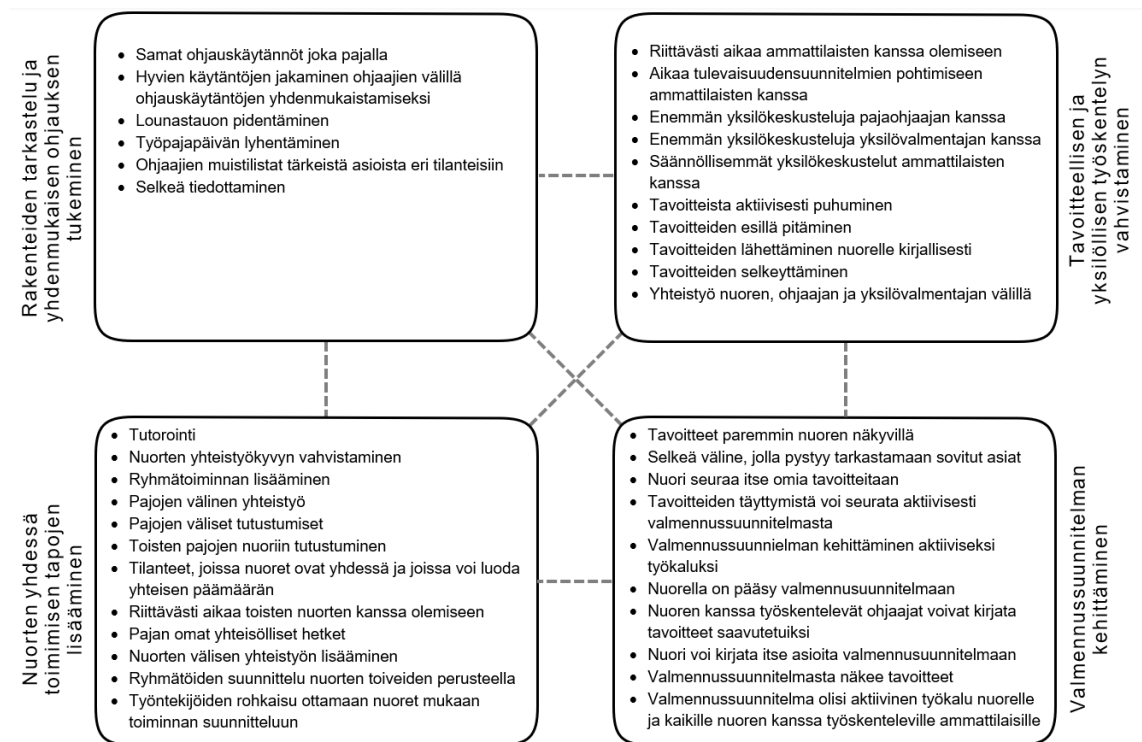 Rakenteiden tarkastelu ja
yhdenmukaisen ohjauksen
tukeminen
Samat ohjauskäytännöt joka pajalla
Hyvien käytäntöjen jakaminen ohjaajien välillä
ohjauskäytäntöjen yhdenmukaistamiseksi
Lounastauon pidentäminen
Työpajapäivän lyhentäminen
Ohjaajien muistilistat tärkeistä asioista eri tilanteisiin
Selkeä tiedottaminen
Riittävästi aikaa ammattilaisten kanssa olemiseen
Aikaa tulevaisuudensuunnitelmien pohtimiseen
ammattilaisten kanssa
Enemmän yksilökeskusteluja pajaohjaajan kanssa
Enemmän yksilökeskusteluja yksilövalmentajan kanssa
Säännöllisemmät yksilökeskustelut ammattilaisten
kanssa
Tavoitteista aktiivisesti puhuminen
Tavoitteiden esillä pitäminen
Tavoitteiden lähettäminen nuorelle kirjallisesti
Tavoitteiden selkeyttäminen
Yhteistyö nuoren, ohjaajan ja yksilövalmentajan välillä
Tavoitteellisen ja
yksilöllisen työskentelyn
vahvistaminen
Nuorten yhdessä
toimimisen tapojen
lisääminen
Tutorointi
Nuorten yhteistyökyvyn vahvistaminen
Ryhmätoiminnan lisääminen
Pajojen välinen yhteistyö
Pajojen väliset tutustumiset
Toisten pajojen nuoriin tutustuminen
Tilanteet, joissa nuoret ovat yhdessä ja joissa voi luoda
yhteisen päämäärän
Riittävästi aikaa toisten nuorten kanssa olemiseen
Pajan omat yhteisölliset hetket
Nuorten välisen yhteistyön lisääminen
Ryhmätöiden suunnittelu nuorten toiveiden perusteella
Työntekijöiden rohkaisu ottamaan nuoret mukaan
toiminnan suunnitteluun
Tavoitteet paremmin nuoren näkyvillä
Selkeä väline, jolla pystyy tarkastamaan sovitut asiat
Nuori seuraa itse omia tavoitteitaan
Tavoitteiden täyttymistä voi seurata aktiivisesti
valmennussuunnitelmasta
Valmennussuunnielman kehittäminen aktiiviseksi
työkaluksi
Nuorella on pääsy valmennusuunnitelmaan
Nuoren kanssa työskentelevät ohjaajat voivat kirjata
tavoitteet saavutetuiksi
Nuori voi kirjata itse asioita valmennusuunnitelmaan
Valmennussuunnitelmasta näkee tavoitteet
Valmennussuunnitelma olisi aktiivinen työkalu nuorelle
ja kaikille nuoren kanssa työskenteleville ammattilaisille
Valmennussuunnitelman
kehittäminen